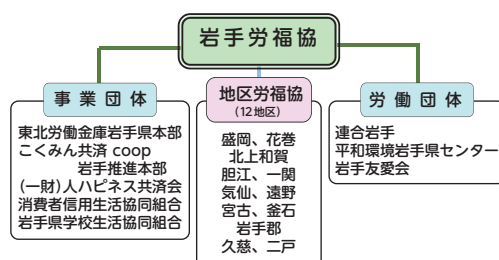 岩手労福協
事業団体
東北労働金庫岩手県本部
こくみん共済 coop
岩手推進本部
(一財)人ハピネス共済会
消費者信用生活協同組合
岩手県学校生活協同組合
地区労福協
(12地区)
盛岡、花巻
北上和賀
胆江、一関
気仙、遠野
宮古、釜石
岩手郡
久慈、二戸
労働団体
連合岩手
平和環境岩手県センター
岩手友愛会